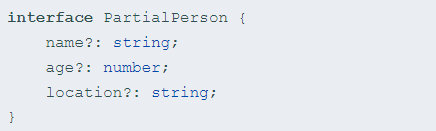 interface PartialPerson {
    name?: string;
    age?: number;
    location?: string;
}